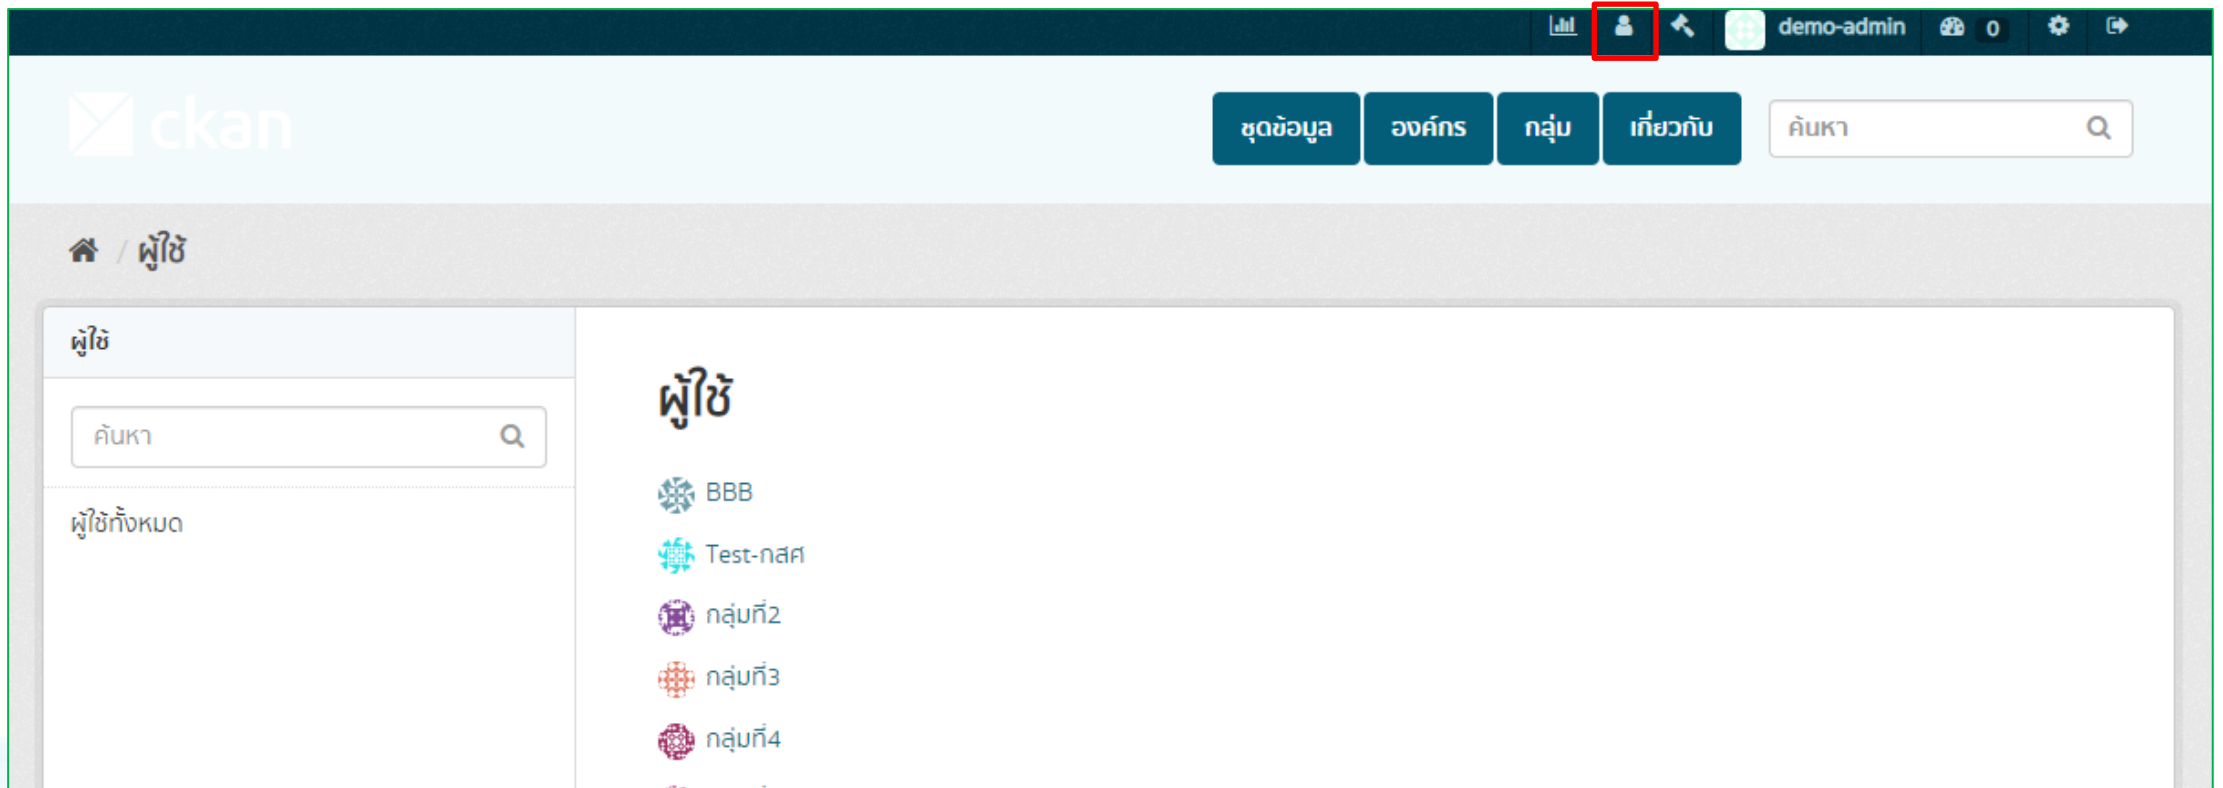 demo-admin 0
ckan
ชุดข้อมูล องค์กร กลุ่ม เกี่ยวกับ ค้นหา
/ ผู้ใช้
ผู้ใช้
ผู้ใช้
ค้นหา
BBB
ผู้ใช้ทั้งหมด
Test-กสศ
กลุ่มที่2
กลุ่มที่3
กลุ่มที่4